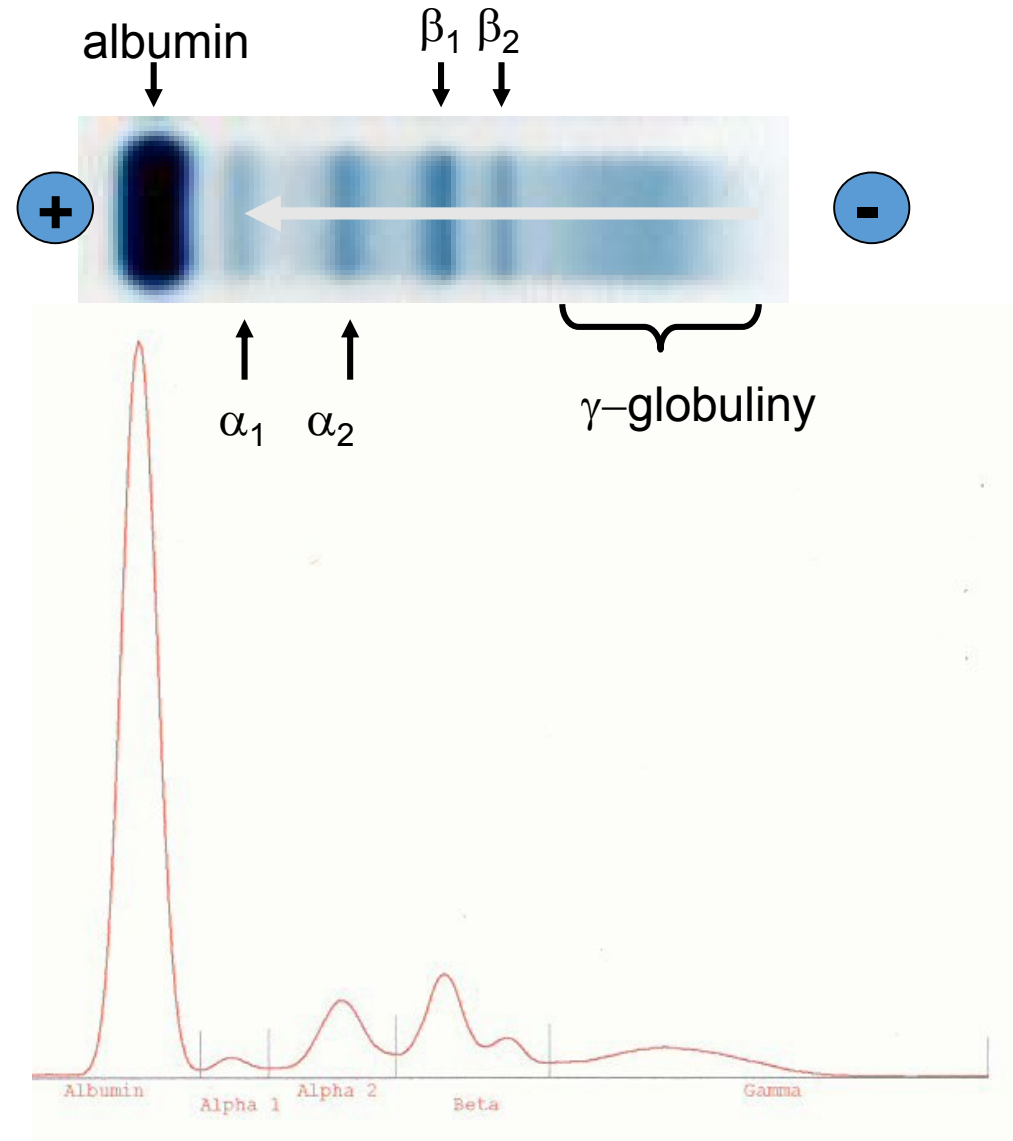 albumin
β1 β2
+
-
α1 α2
γ–globuliny
Albumin
Alpha 1
Alpha 2
Beta
Gamma